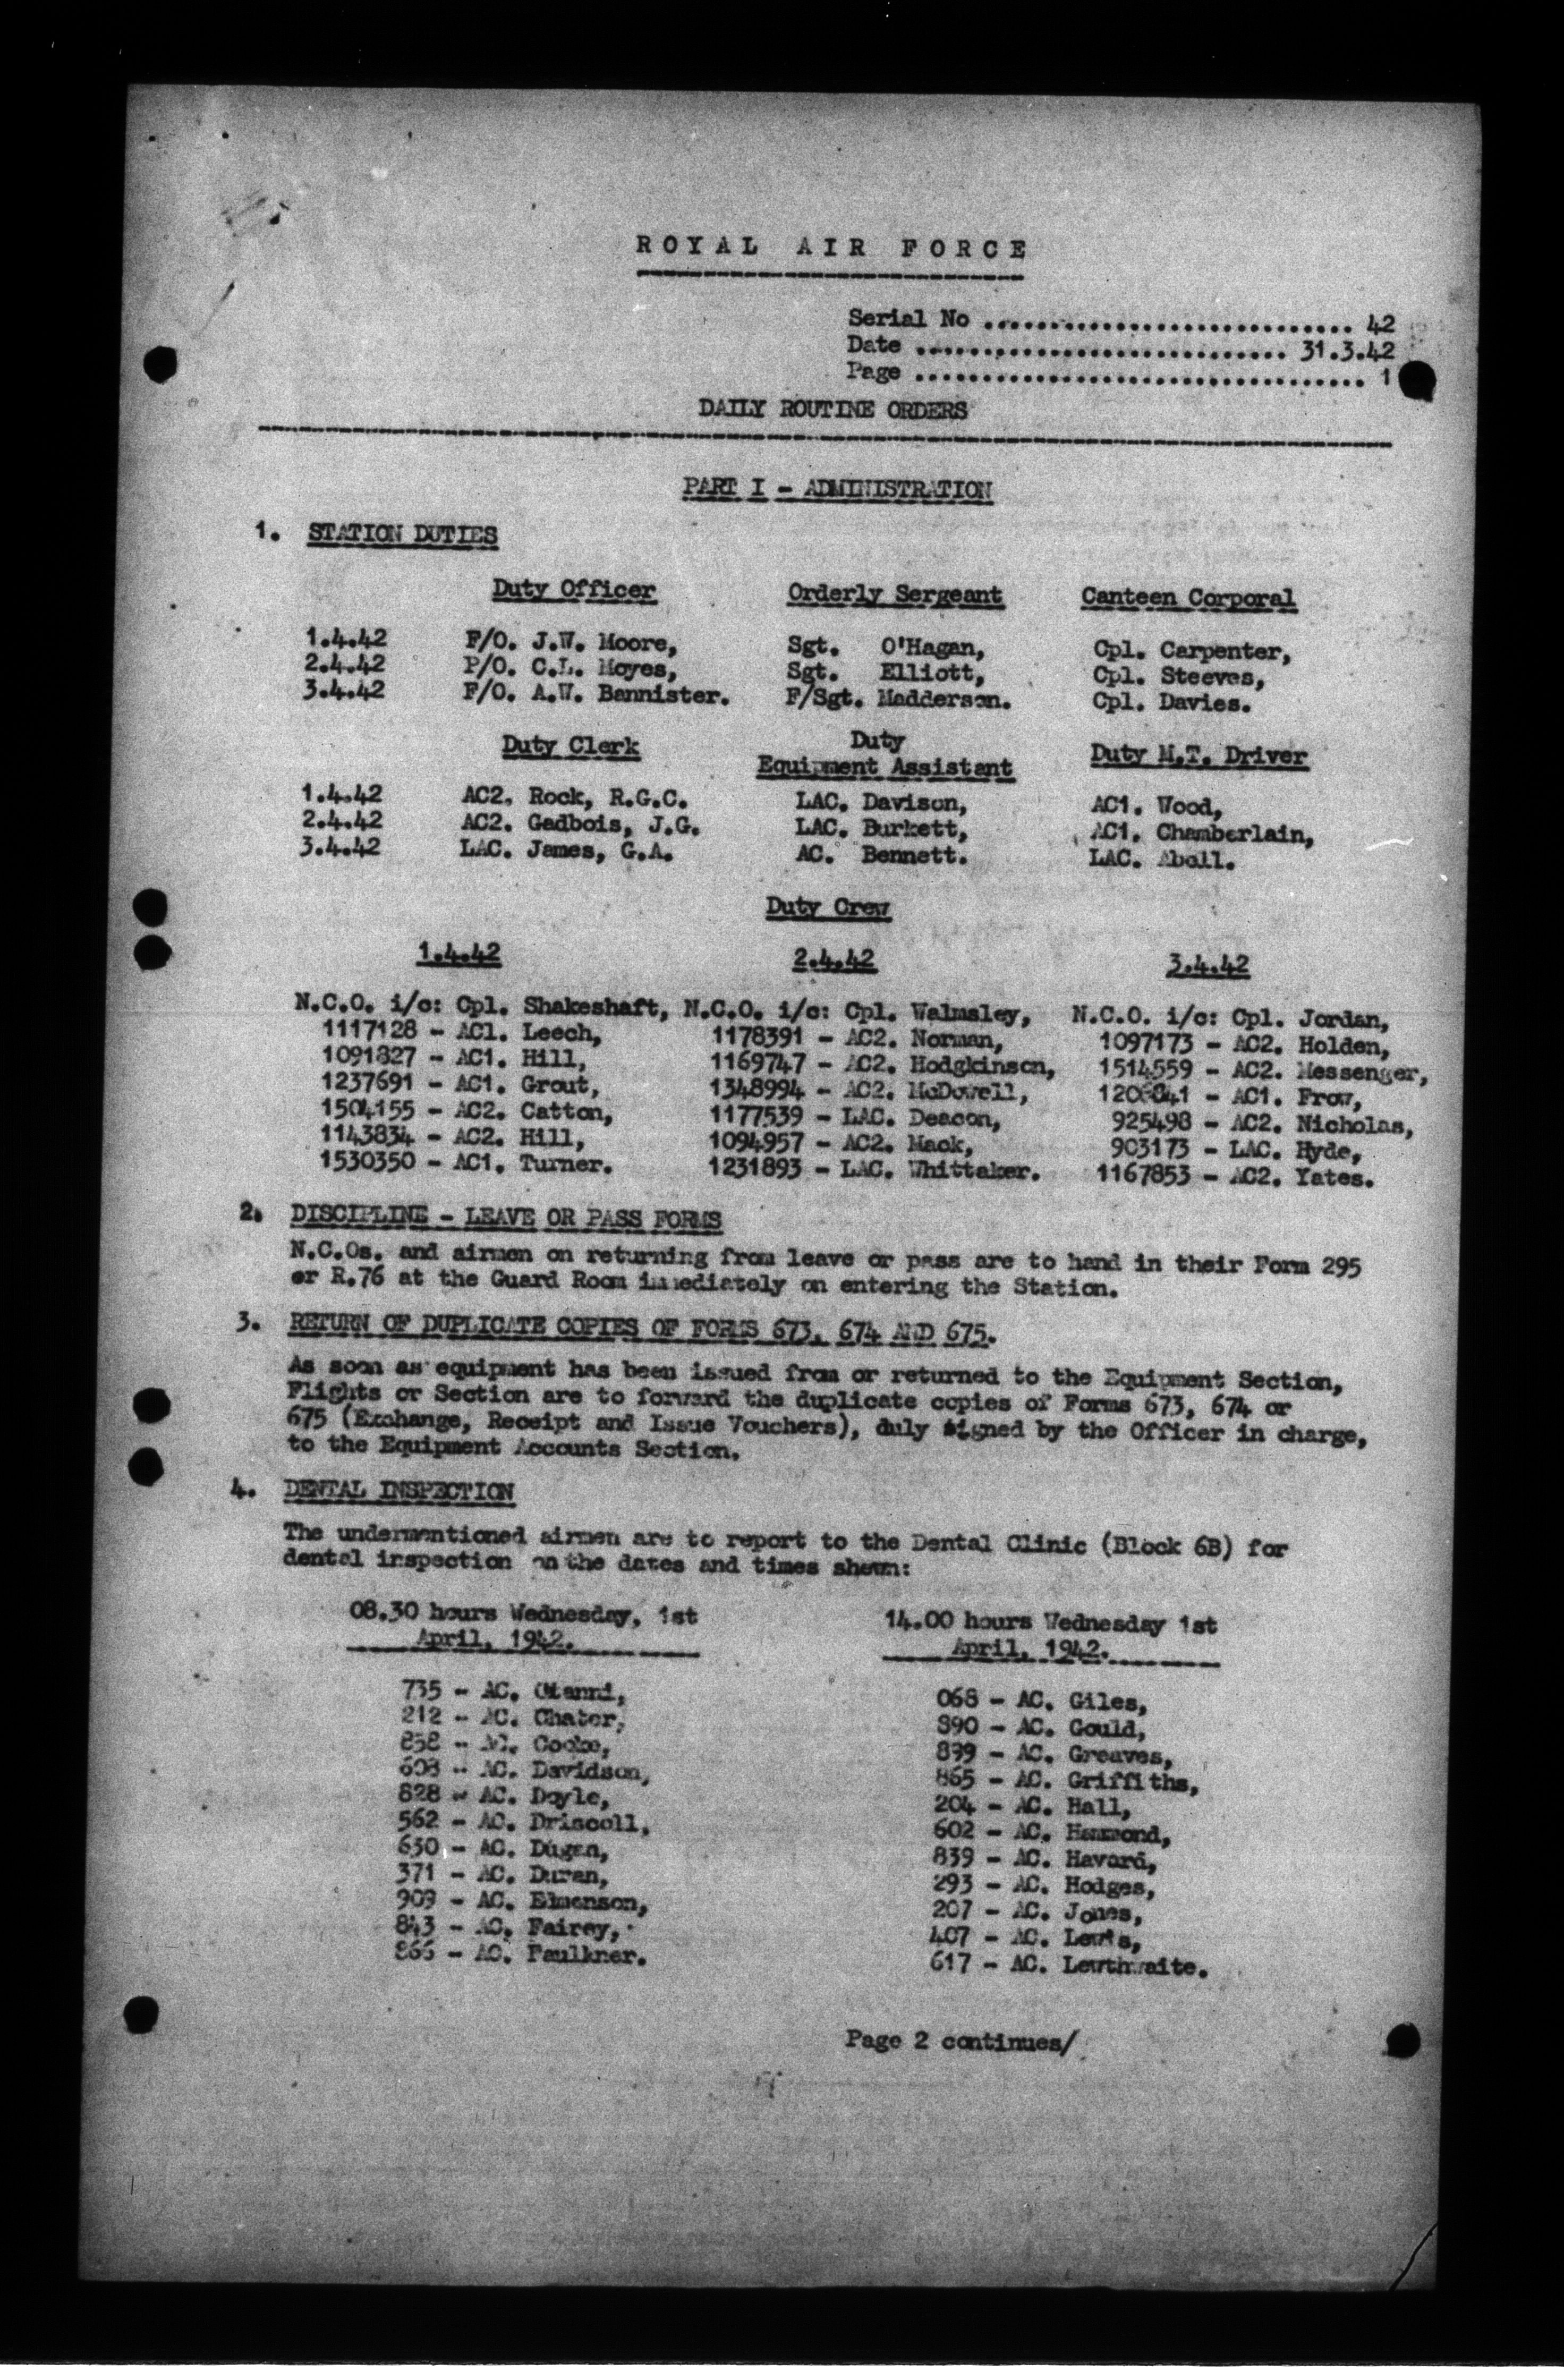 ROYAL AIR FORCE
Serial No .............................. 42
Date .............................. 31.3.42
Page .................................... 1
DAILY ROUTINE ORDERS
PART I - ADMINISTRATION
1. STATION DUTIES
Duty Officer Orderly Sergeant Canteen Corporal
1.4.42 F/O. J.W. Moore, Sgt. O'Hagan, Cpl. Carpenter,
2.4.42 P/O. C.L. Moyes, Sgt. Elliott, Cpl. Steeves,
3.4.42 F/O. A.W. Bannister. F/Sgt. Madderson. Cpl. Davies.
Duty Clerk Duty Equipment Assistant Duty M.T. Driver
1.4.42 AC2. Rock, R.G.C. LAC. Davison, AC1. Wood,
2.4.42 AC2. Gadbois, J.G. LAC. Burkett, AC1. Chamberlain,
3.4.42 LAC. James, G.A. AC. Bennett. LAC. Abell.
Duty Crew
1.4.42 2.4.42 3.4.42
N.C.O. i/c: Cpl. Shakeshaft, N.C.O. i/c: Cpl. Walmsley, N.C.O. i/c: Cpl. Jordan,
1117128 - AC1. Leech, 1178391 - AC2. Norman, 1097173 - AC2. Holden,
1091827 - AC1. Hill, 1169747 - AC2. Hodgkinson, 1514559 - AC2. Messenger,
1237691 - AC1. Grout, 1348994 - AC2. McDowell, - AC1. Frow,
1504155 - AC2. Catton, 1177539 - LAC. Deacon, 925498 - AC2. Nicholas,
1143834 - AC2. Hill, 1094957 - AC2. Mack, 903173 - LAC. Hyde,
1530350 - AC1. Turner. 1231893 - LAC. Whittaker. 1167853 - AC2. Yates.
2. DISCIPLINE - LEAVE OR PASS FORMS
N.C.Os. and airmen on returning from leave or pass are to hand in their Form 295
or R.76 at the Guard Room immediately on entering the Station.
3. RETURN OF DUPLICATE COPIES OF FORMS 673, 674 AND 675.
As soon as equipment has been issued from or returned to the Equipment Section,
Flights or Section are to forward the duplicate copies of Forms 673, 674 or
675 (Exchange, Receipt and Issue Vouchers), duly signed by the Officer in charge,
to the Equipment Accounts Section.
4. DENTAL INSPECTION
The undermentioned airmen are to report to the Dental Clinic (Block 6B) for
dental inspection on the dates and times shewn:
08.30 hours Wednesday, 1st 14.00 hours Wednesday 1st
April, 1942. April, 1942.
735 - AC. 068 - AC. Giles,
212 - AC. Chater, 890 - AC. Gould,
858 - AC. Cooke, 899 - AC. Greaves,
608 - AC. Davidson, 865 - AC. Griffiths,
828 - AC. Doyle, 204 - AC. Hall,
562 - AC. Driscoll, 602 - AC. Hammond,
630 - AC. Dugan, 839 - AC. Havard,
371 - AC. Duran, 293 - AC. Hodges,
909 - AC. Elmenson, 207 - AC. Jones,
843 - AC. Fairey, 407 - AC. Lewis,
866 - AC. Faulkner. 617 - AC. Lewthwaite.
Page 2 continues/